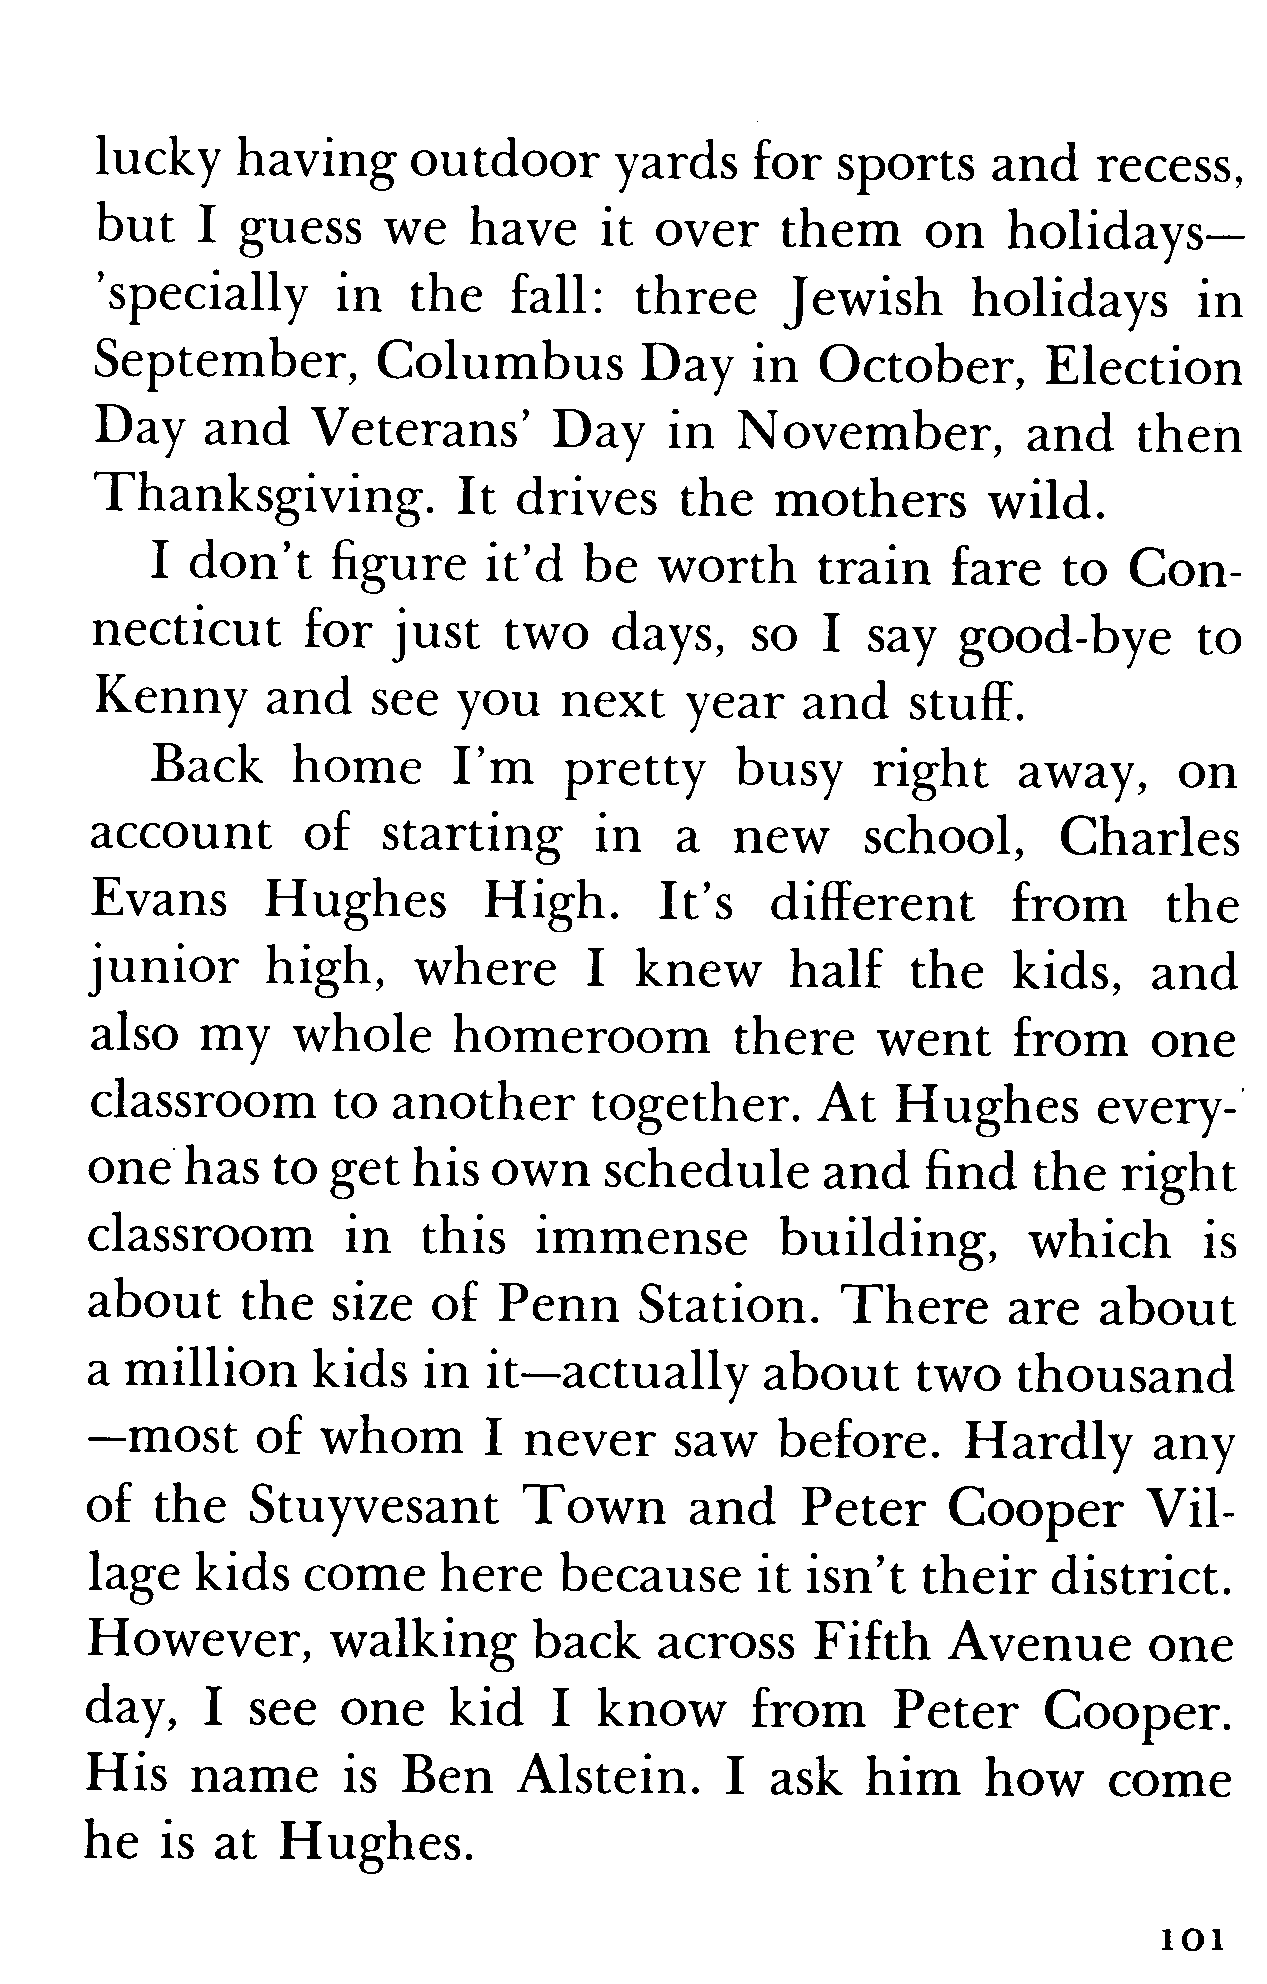 lucky having outdoor yards for sports and recess,
but I guess we have it over them on holidays—
’specially in the fall: three Jewish holidays in
September, Columbus Day in October, Election
Day and Veterans’ Day in November, and then
Thanksgiving. It drives the mothers wild.
I don’t figure it’d be worth train fare to Con-
necticut for just two days, so I say good-bye to
Kenny and see you next year and stuff.
Back home I’m pretty busy right away, on
account of starting in a new school, Charles
Evans Hughes High. It’s different from the
junior high, where I knew half the kids, and
also my whole homeroom there went from one
classroom to another together. At Hughes every-
one has to get his own schedule and find the right
classroom in this immense building, which is
about the size of Penn Station. There are about
a million kids in it—actually about two thousand
—most of whom I never saw before. Hardly any
of the Stuyvesant Town and Peter Cooper Vil-
lage kids come here because it isn’t their district.
However, walking back across Fifth Avenue one
day, I see one kid I know from Peter Cooper.
His name is Ben Alstein. I ask him how come
he is at Hughes.
101